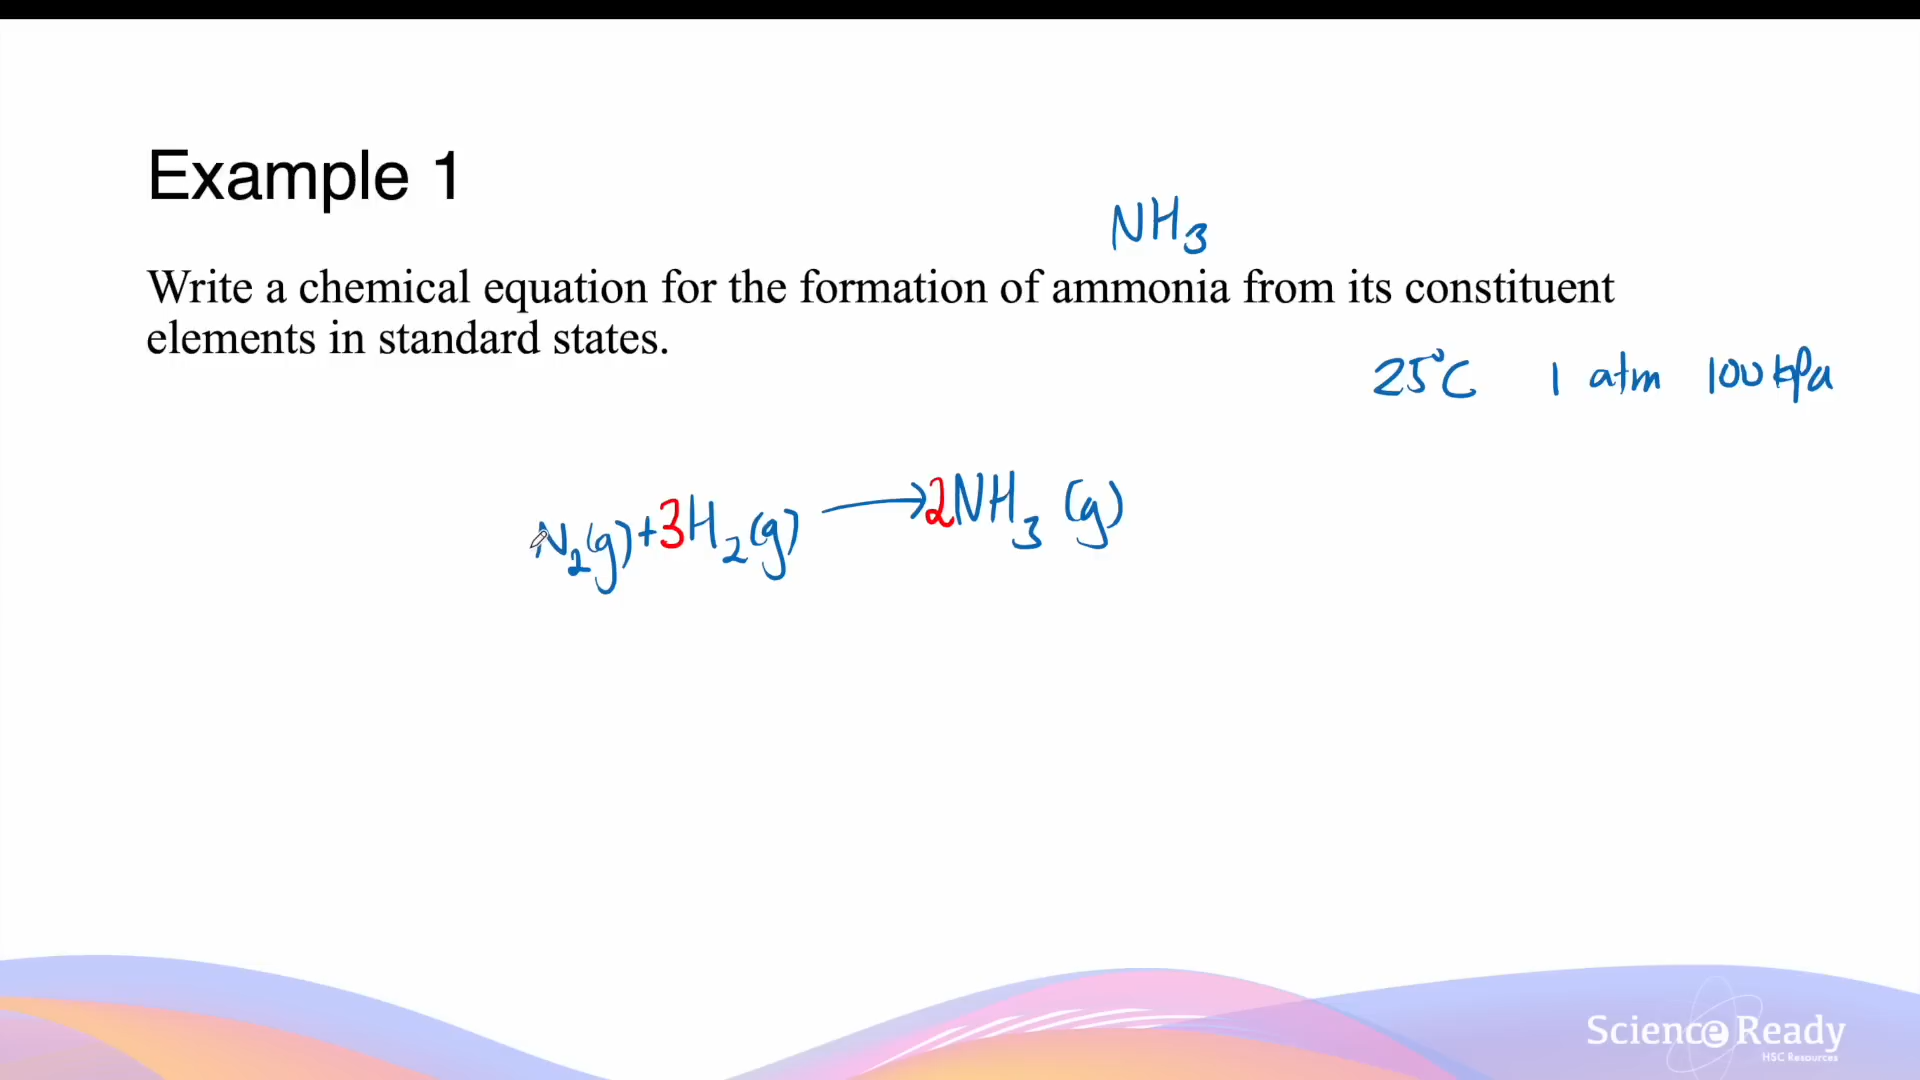 Example 1
NH₃
Write a chemical equation for the formation of ammonia from its constituent
elements in standard states.
25°C 1 atm 100 kPa
N₂(g)+3H₂(g) → 2NH₃ (g)
Science Ready
HSC Resources